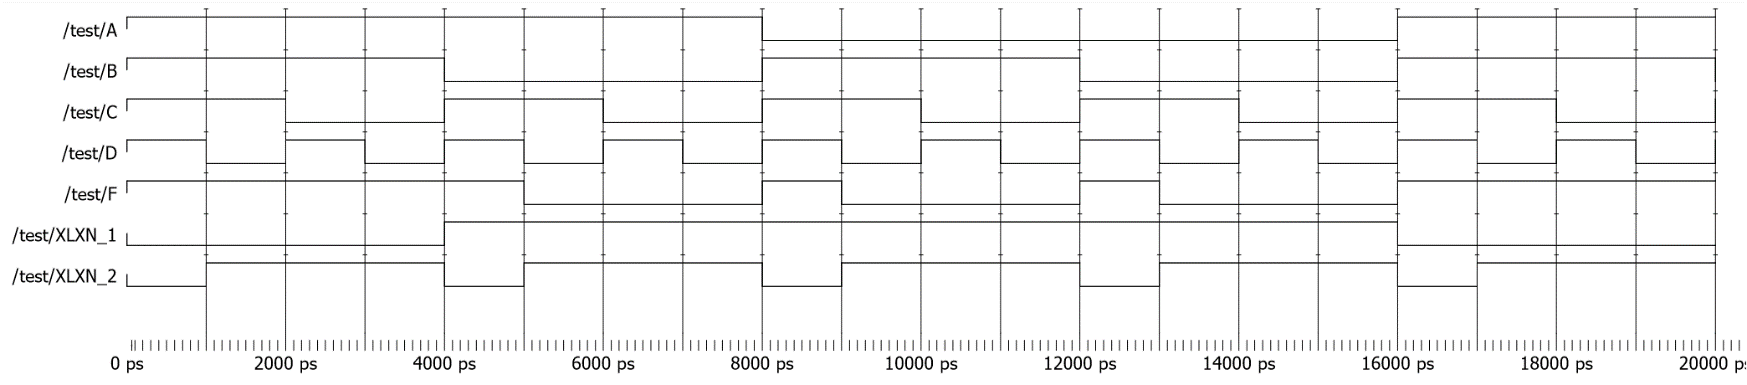 /test/A
/test/B
/test/C
/test/D
/test/F
/test/XLXN_1
/test/XLXN_2
0 ps 2000 ps 4000 ps 6000 ps 8000 ps 10000 ps 12000 ps 14000 ps 16000 ps 18000 ps 20000 p